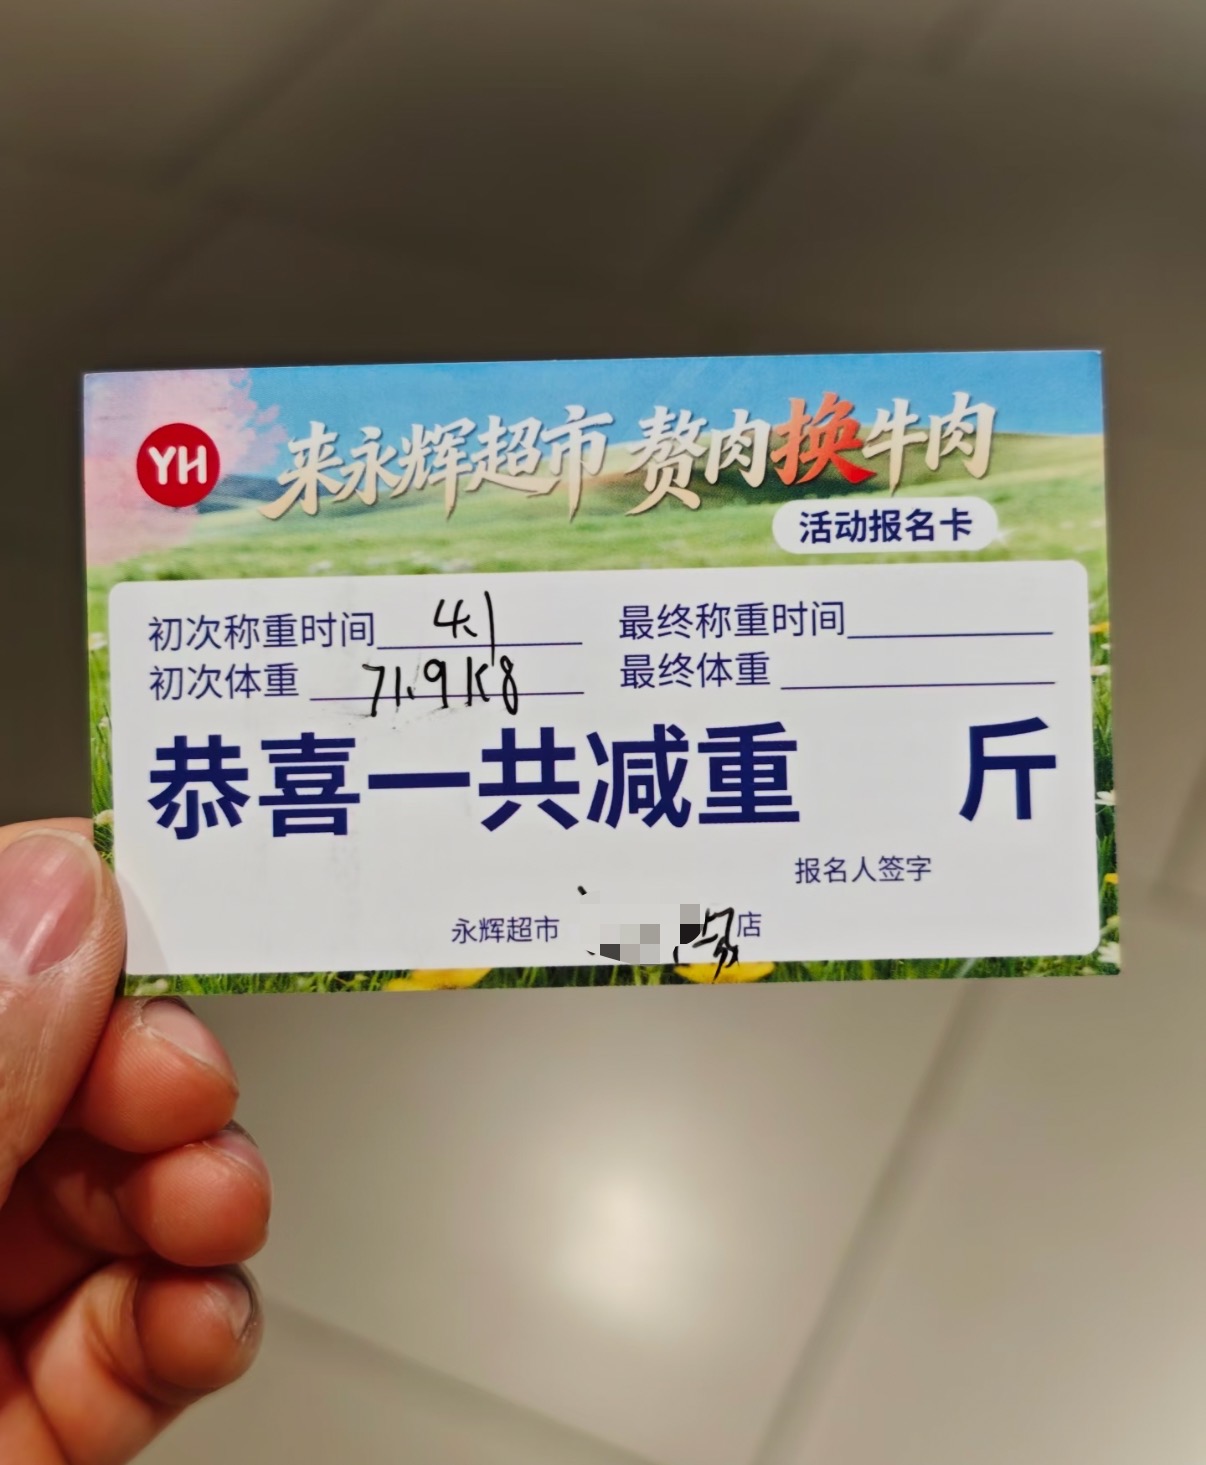 YH
来永辉超市 赘肉换牛肉
活动报名卡
初次称重时间 4.1 最终称重时间
初次体重 71.9Kg 最终体重
恭喜一共减重 斤
报名人签字
永辉超市 店